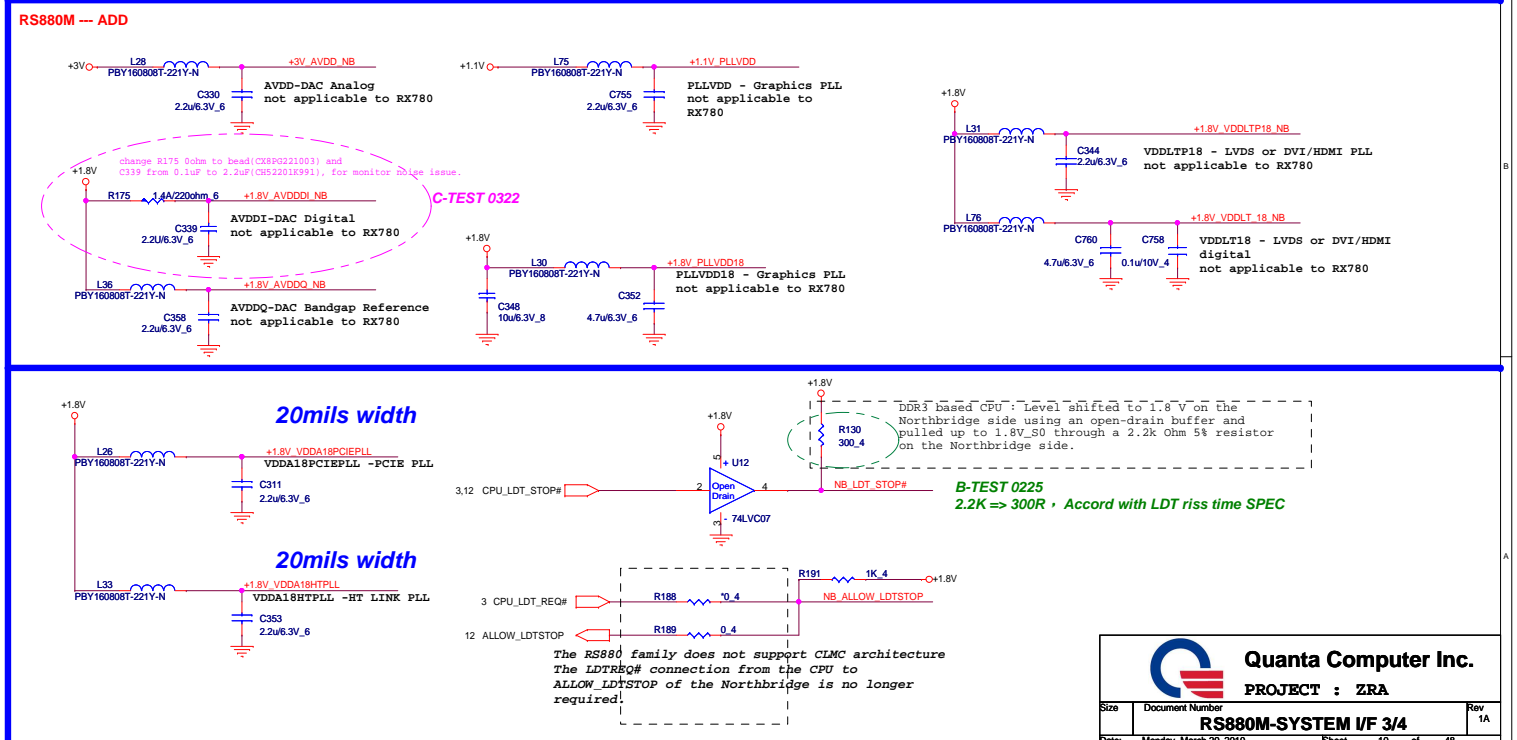 RS880M --- ADD
+3V
L28
PBY160808T-221Y-N
+3V_AVDD_NB
C330
2.2u/6.3V_6
AVDD-DAC Analog
not applicable to RX780
change R175 0ohm to bead(CX8PG221003) and
C339 from 0.1uF to 2.2uF(CH52201K991), for monitor noise issue.
+1.8V
R175
1.4A/220ohm_6
+1.8V_AVDDDI_NB
C-TEST 0322
C339
2.2U/6.3V_6
AVDDI-DAC Digital
not applicable to RX780
L36
PBY160808T-221Y-N
+1.8V_AVDDQ_NB
C358
2.2u/6.3V_6
AVDDQ-DAC Bandgap Reference
not applicable to RX780
+1.1V
L75
PBY160808T-221Y-N
+1.1V_PLLVDD
C755
2.2u/6.3V_6
PLLVDD - Graphics PLL
not applicable to
RX780
+1.8V
L30
PBY160808T-221Y-N
+1.8V_PLLVDD18
PLLVDD18 - Graphics PLL
not applicable to RX780
C348
10u/6.3V_8
C352
4.7u/6.3V_6
+1.8V
L31
PBY160808T-221Y-N
+1.8V_VDDLTP18_NB
C344
2.2u/6.3V_6
VDDLTP18 - LVDS or DVI/HDMI PLL
not applicable to RX780
L76
PBY160808T-221Y-N
+1.8V_VDDLT_18_NB
C760
4.7u/6.3V_6
C758
0.1u/10V_4
VDDLT18 - LVDS or DVI/HDMI
digital
not applicable to RX780
B
+1.8V
20mils width
L26
PBY160808T-221Y-N
+1.8V_VDDA18PCIEPLL
VDDA18PCIEPLL -PCIE PLL
C311
2.2u/6.3V_6
20mils width
L33
PBY160808T-221Y-N
+1.8V_VDDA18HTPLL
VDDA18HTPLL -HT LINK PLL
C353
2.2u/6.3V_6
+1.8V
3,12 CPU_LDT_STOP#
2
5
+ U12
Open
Drain
4
3
- 74LVC07
+1.8V
R130
300_4
NB_LDT_STOP#
DDR3 based CPU : Level shifted to 1.8 V on the
Northbridge side using an open-drain buffer and
pulled up to 1.8V_S0 through a 2.2k Ohm 5% resistor
on the Northbridge side.
B-TEST 0225
2.2K => 300R , Accord with LDT riss time SPEC
A
R191
1K_4
+1.8V
3 CPU_LDT_REQ#
R188
*0_4
NB_ALLOW_LDTSTOP
12 ALLOW_LDTSTOP
R189
0_4
The RS880 family does not support CLMC architecture
The LDTREQ# connection from the CPU to
ALLOW_LDTSTOP of the Northbridge is no longer
required.
Quanta Computer Inc.
PROJECT : ZRA
Size
Document Number
Rev
RS880M-SYSTEM I/F 3/4
1A
Date: Monday, March 29, 2010 Sheet 10 of 48